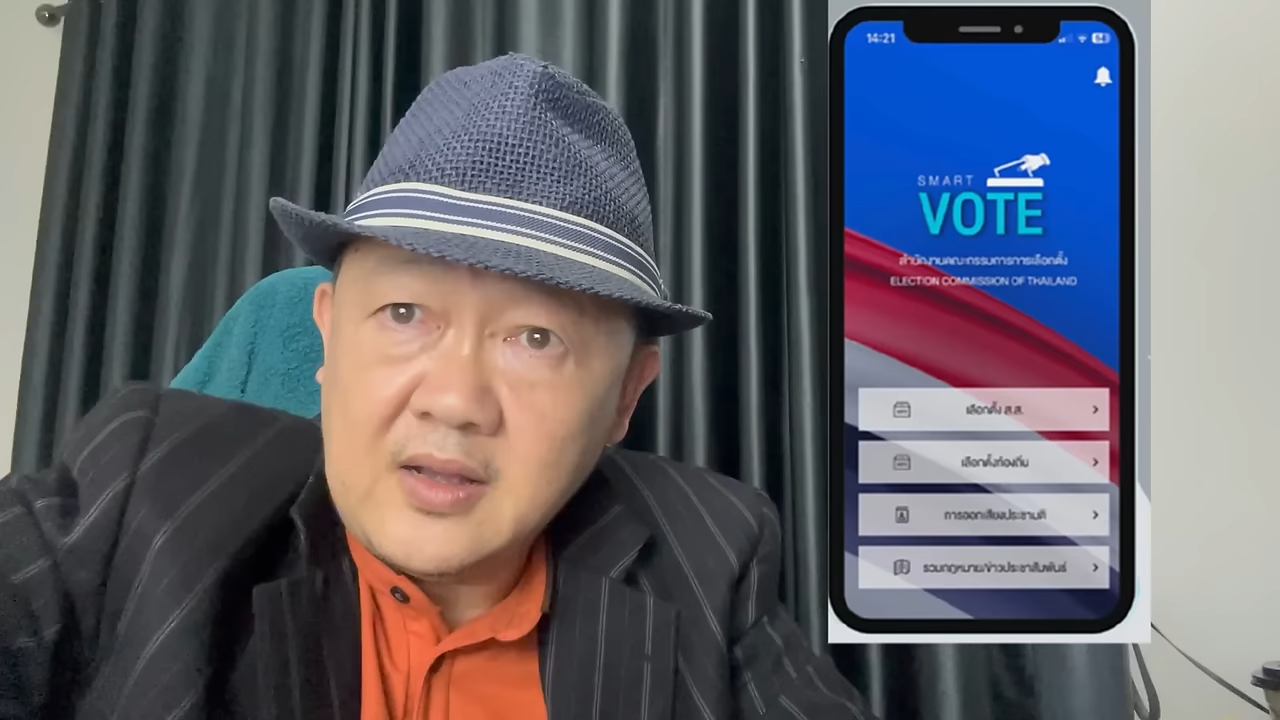 14:21
SMART
VOTE
สำนักงานคณะกรรมการการเลือกตั้ง
ELECTION COMMISSION OF THAILAND
เลือกตั้ง ส.ส.
เลือกตั้งท้องถิ่น
การออกเสียงประชามติ
รวมกฎหมาย/ข่าวประชาสัมพันธ์